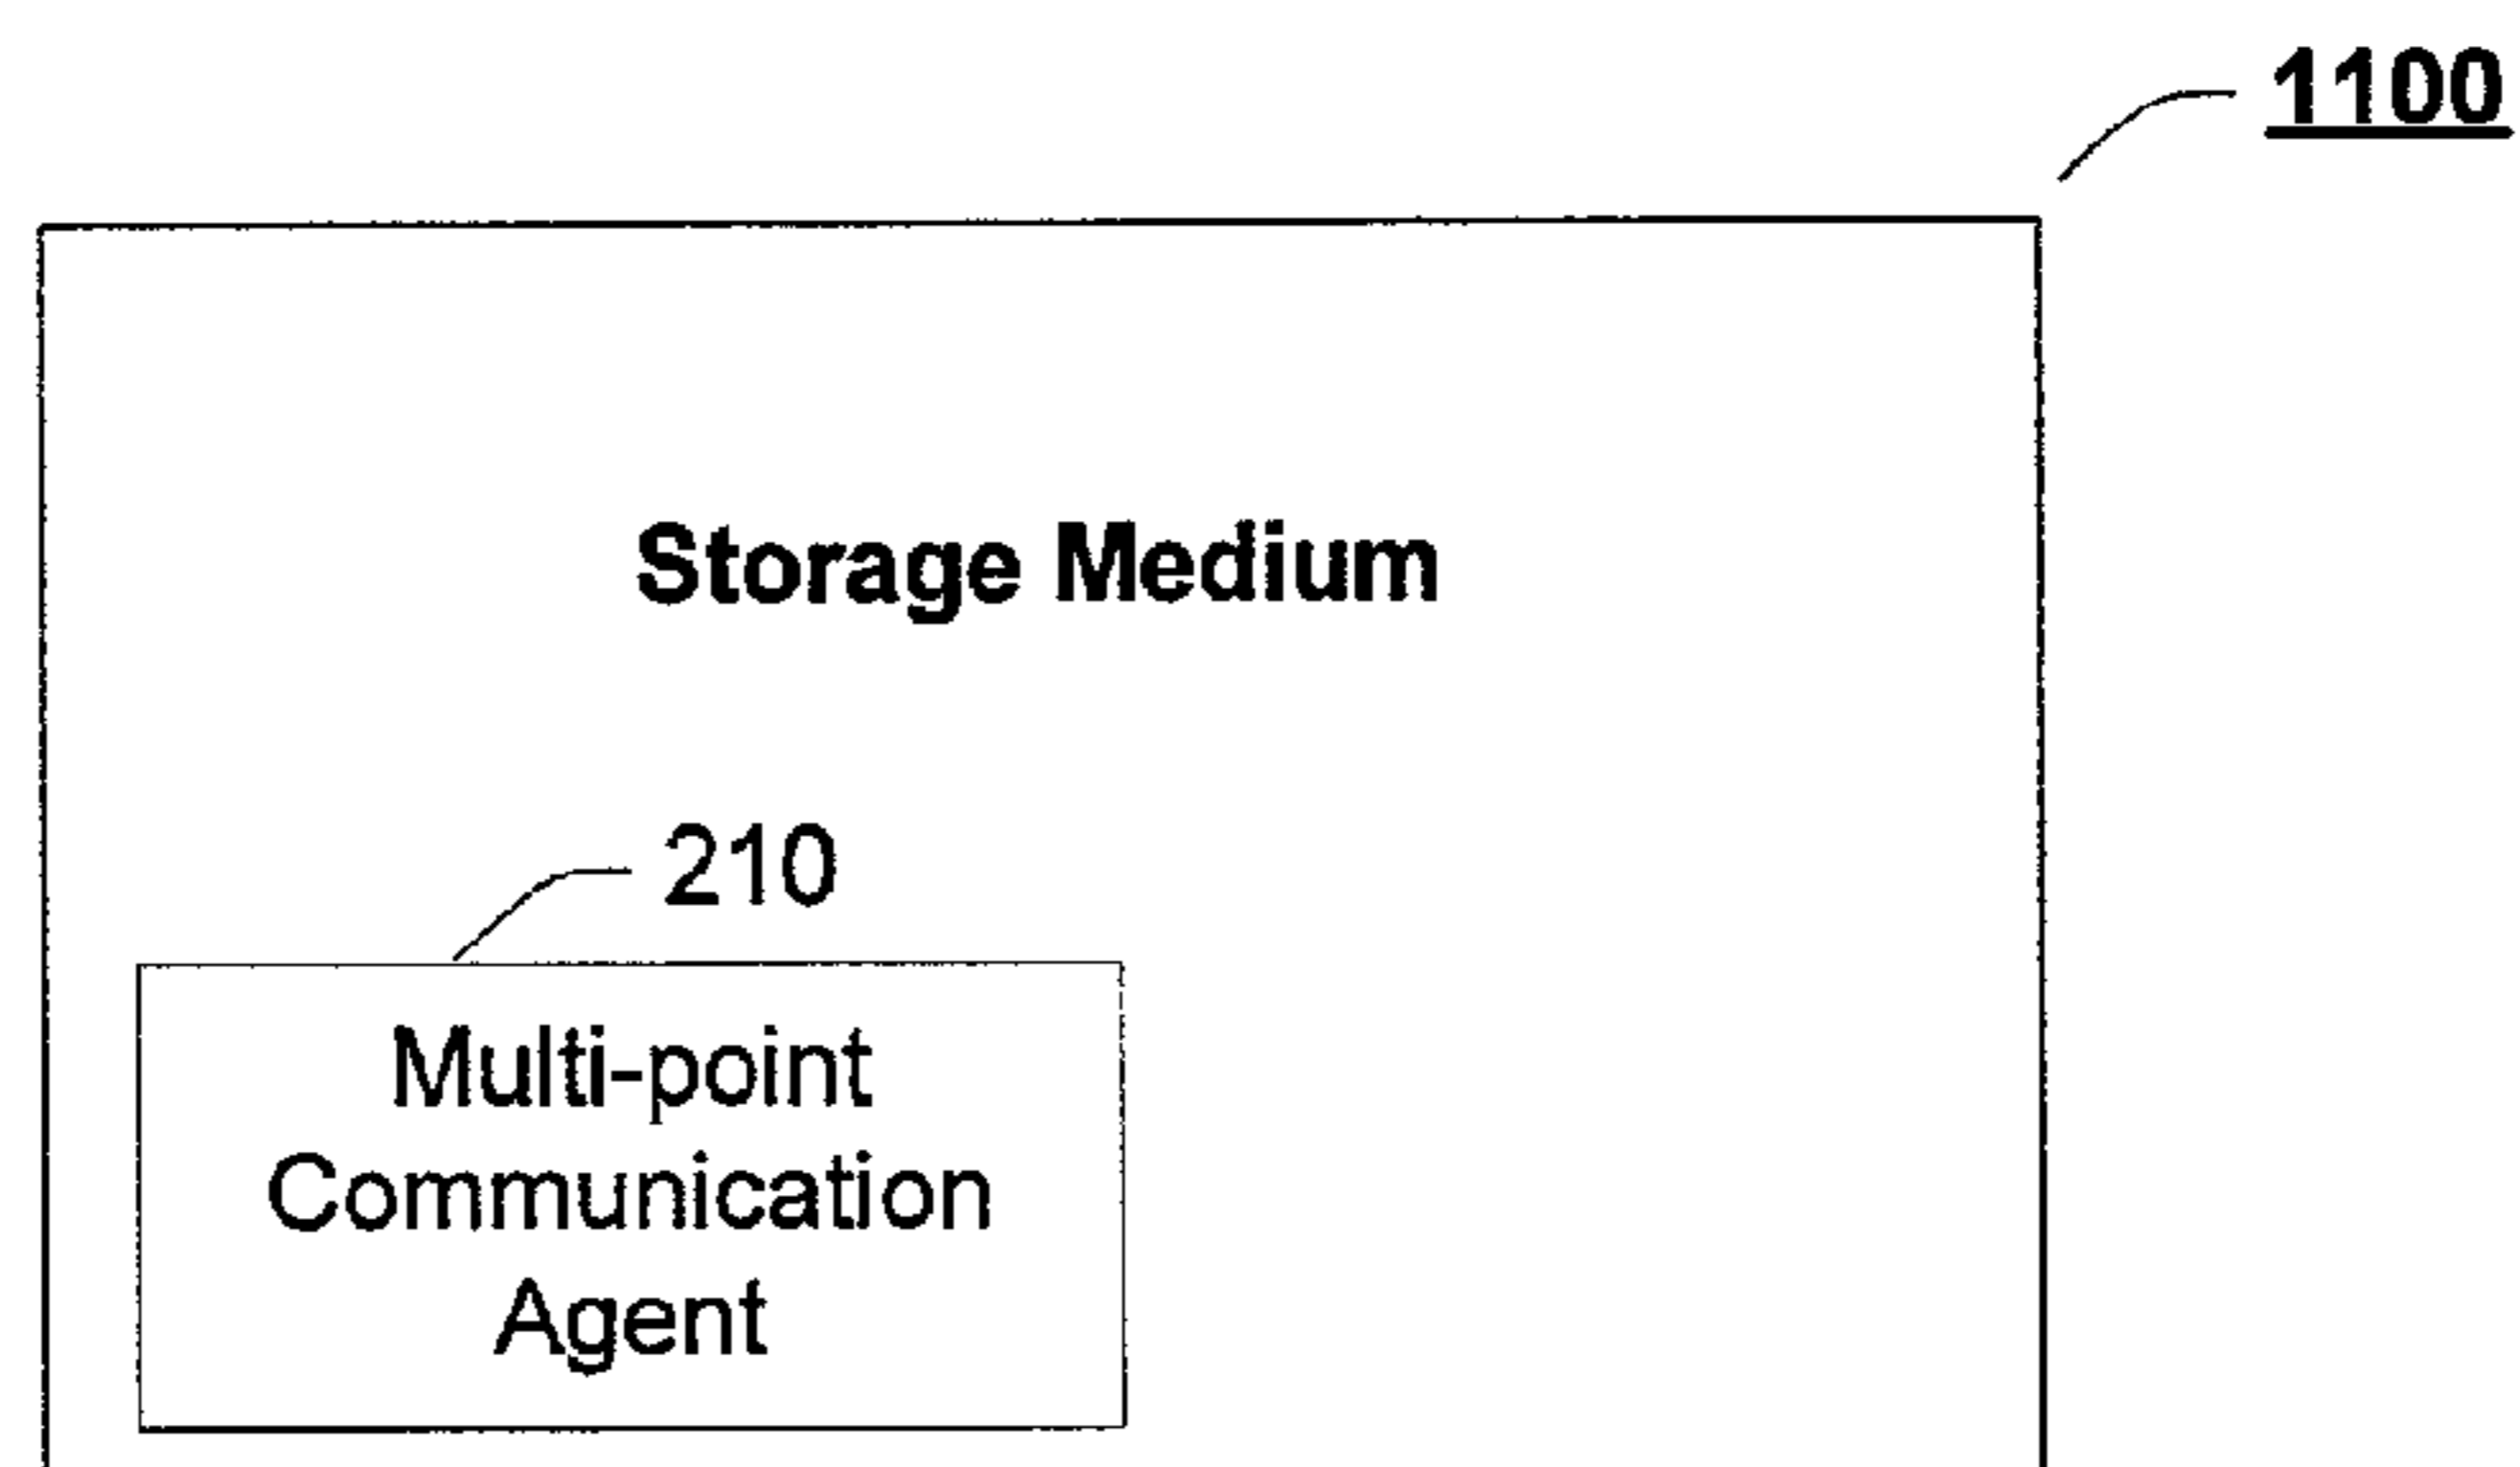 1100
Storage Medium
210
Multi-point
Communication
Agent